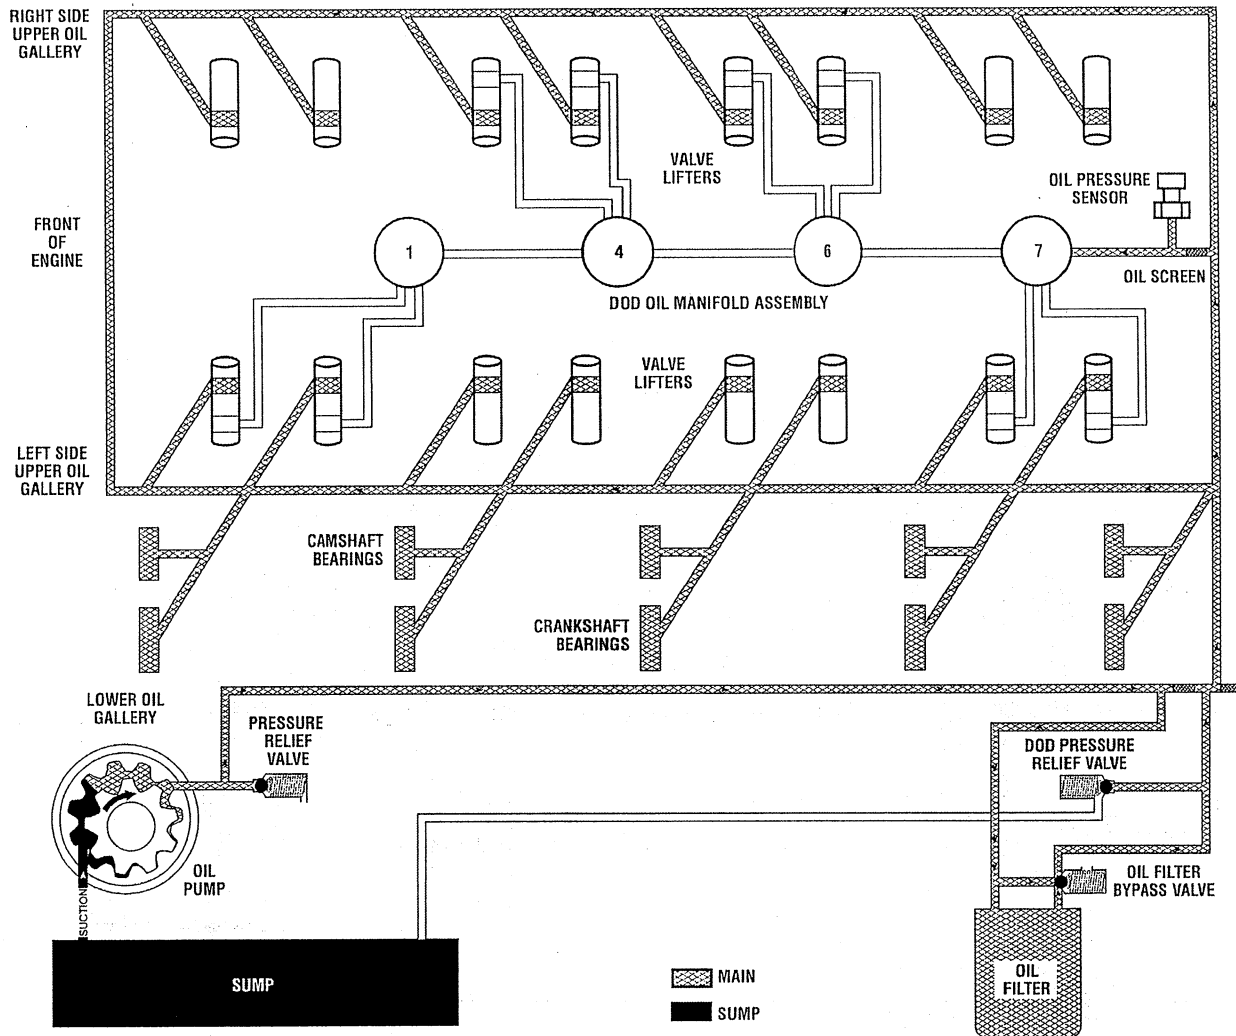 RIGHT SIDE
UPPER OIL
GALLERY
VALVE
LIFTERS
OIL PRESSURE
SENSOR
FRONT
OF
ENGINE
1
4
6
7
OIL SCREEN
DOD OIL MANIFOLD ASSEMBLY
VALVE
LIFTERS
LEFT SIDE
UPPER OIL
GALLERY
CAMSHAFT
BEARINGS
CRANKSHAFT
BEARINGS
LOWER OIL
GALLERY
PRESSURE
RELIEF
VALVE
DOD PRESSURE
RELIEF VALVE
OIL
PUMP
OIL FILTER
BYPASS VALVE
SUCTION
SUMP
MAIN
SUMP
OIL
FILTER